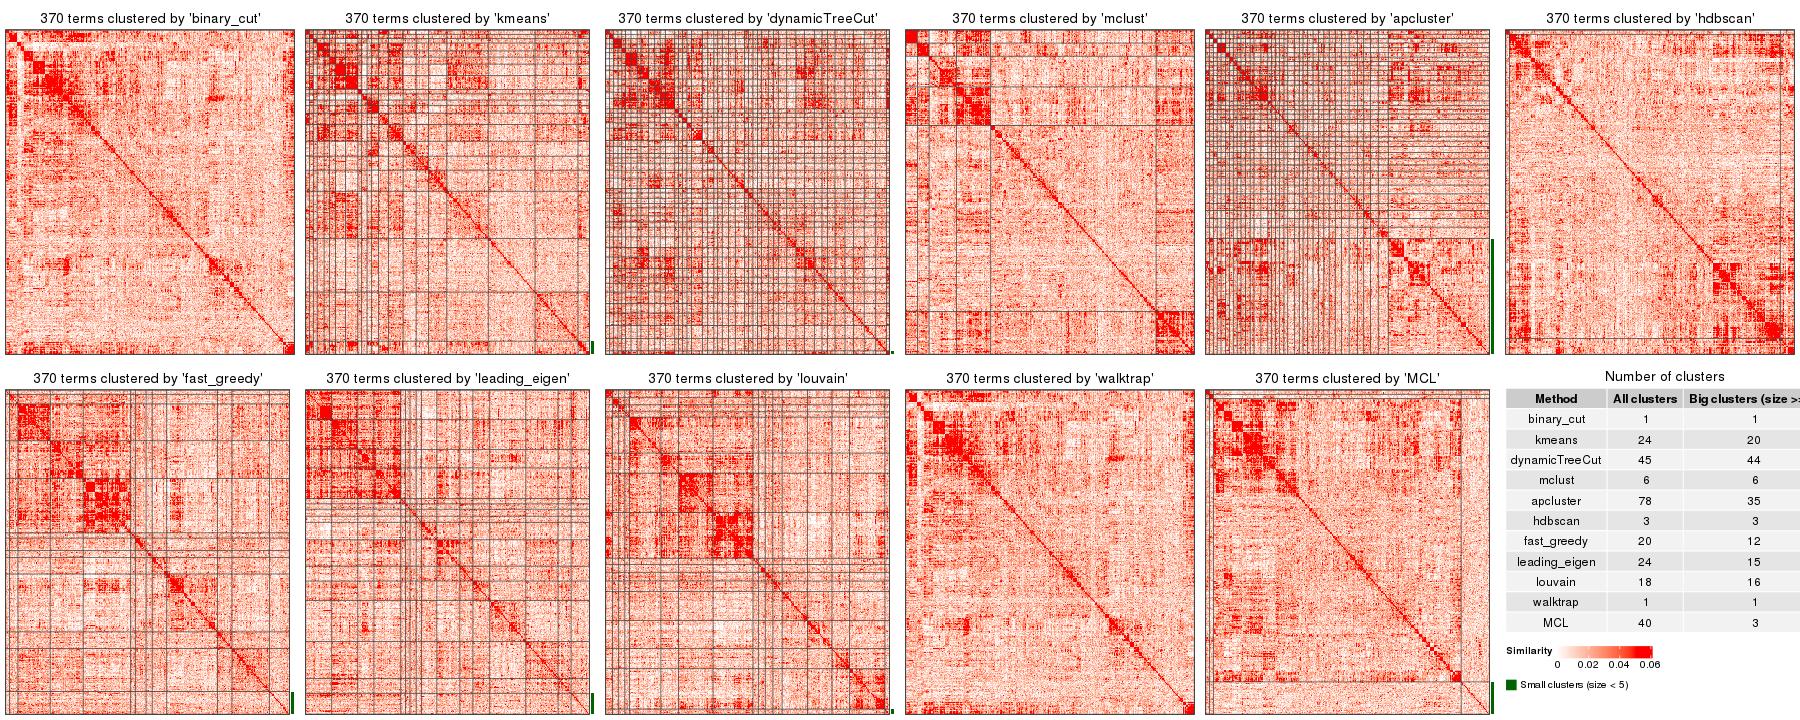 370 terms clustered by 'binary_cut'
370 terms clustered by 'kmeans'
370 terms clustered by 'dynamicTreeCut'
370 terms clustered by 'mclust'
370 terms clustered by 'apcluster'
370 terms clustered by 'hdbscan'
370 terms clustered by 'fast_greedy'
370 terms clustered by 'leading_eigen'
370 terms clustered by 'louvain'
370 terms clustered by 'walktrap'
370 terms clustered by 'MCL'
Number of clusters
Method All clusters Big clusters (size >=
binary_cut 1 1
kmeans 24 20
dynamicTreeCut 45 44
mclust 6 6
apcluster 78 35
hdbscan 3 3
fast_greedy 20 12
leading_eigen 24 15
louvain 18 16
walktrap 1 1
MCL 40 3
Similarity
0 0.02 0.04 0.06
Small clusters (size < 5)